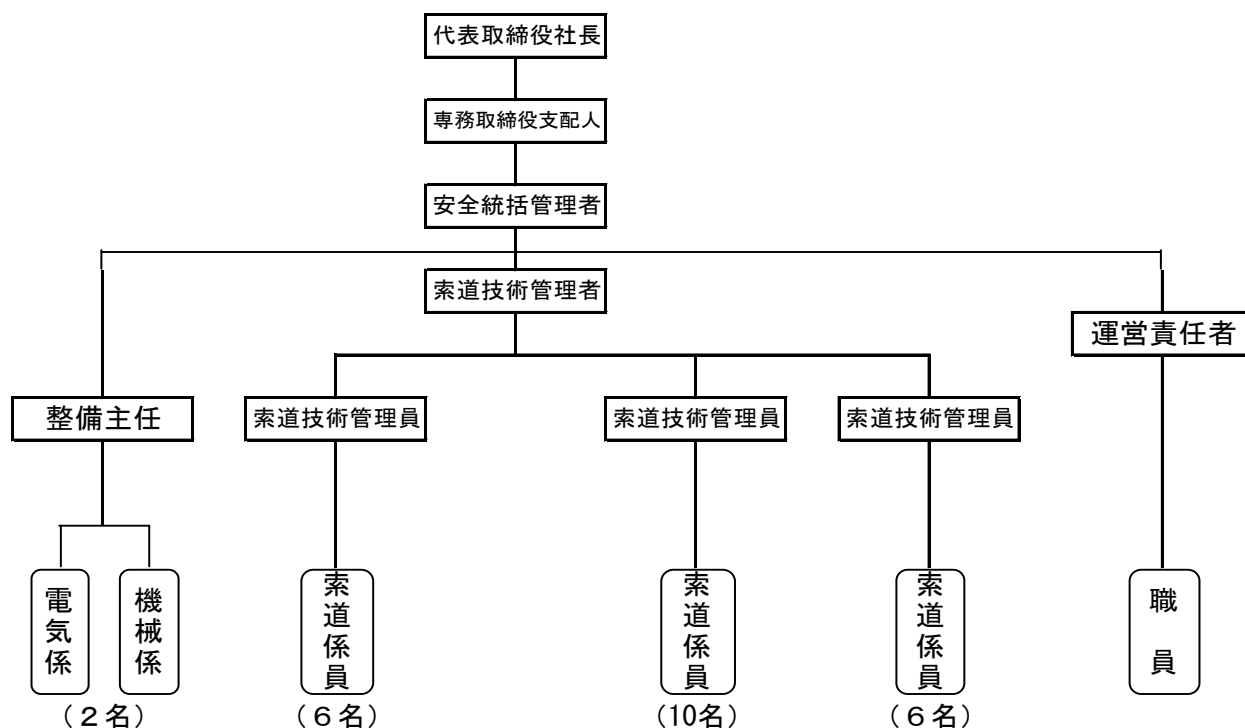 代表取締役社長
専務取締役支配人
安全統括管理者
索道技術管理者
運営責任者
整備主任
索道技術管理員
索道技術管理員
索道技術管理員
電気係
機械係
索道係員
索道係員
索道係員
職員
（２名）
（６名）
（10名）
（６名）